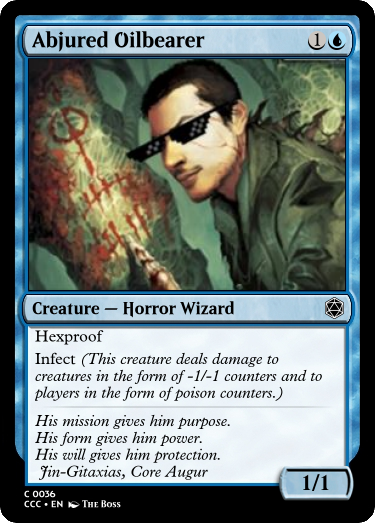 Abjured Oilbearer 1
Creature — Horror Wizard
Hexproof
Infect (This creature deals damage to
creatures in the form of -1/-1 counters and to
players in the form of poison counters.)
His mission gives him purpose.
His form gives him power.
His will gives him protection.
Jin-Gitaxias, Core Augur
1/1
C 0036
CCC • EN The Boss